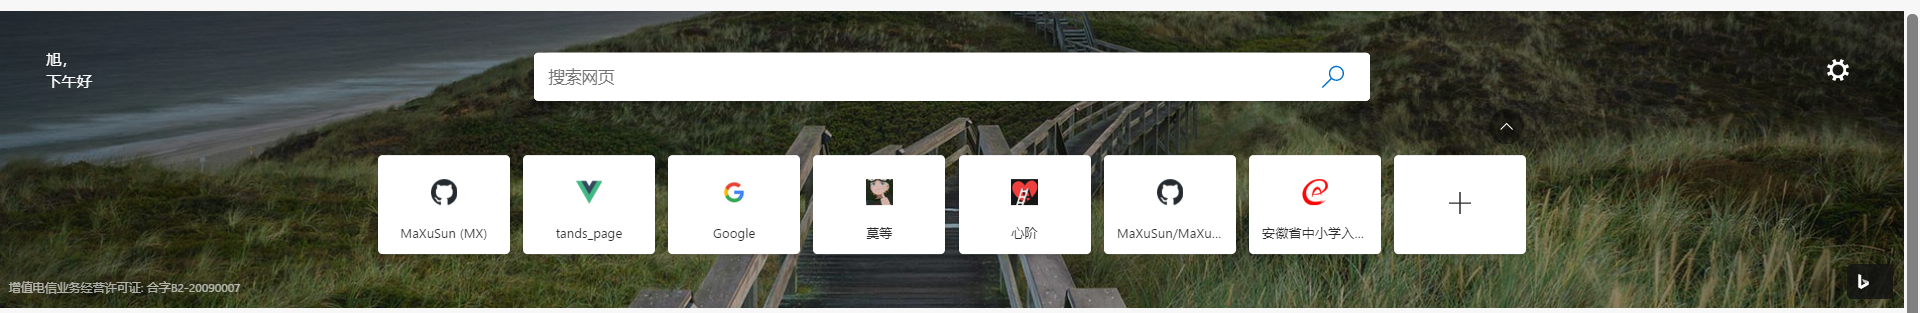 旭，
下午好
搜索网页
MaXuSun (MX)
tands_page
Google
莫等
心阶
MaXuSun/MaXu...
安徽省中小学入...
增值电信业务经营许可证: 合字B2-20090007